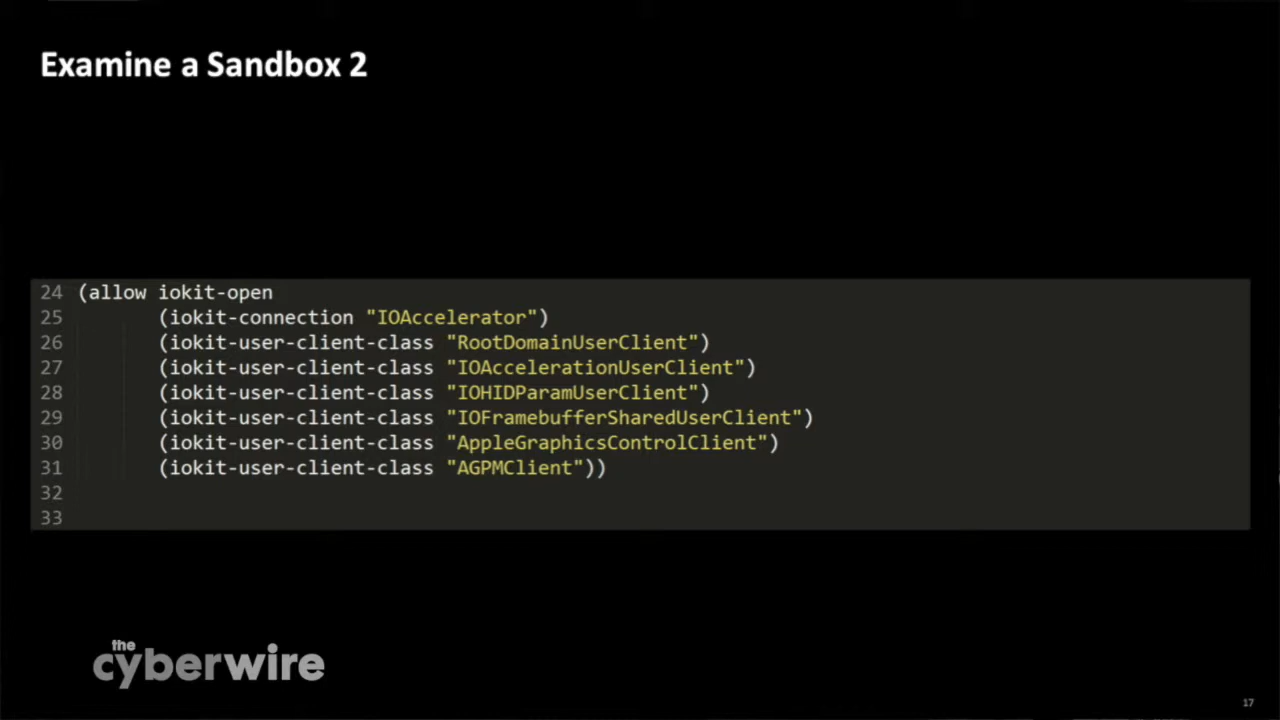 Examine a Sandbox 2
24 (allow iokit-open
25 (iokit-connection "IOAccelerator")
26 (iokit-user-client-class "RootDomainUserClient")
27 (iokit-user-client-class "IOAccelerationUserClient")
28 (iokit-user-client-class "IOHIDParamUserClient")
29 (iokit-user-client-class "IOFramebufferSharedUserClient")
30 (iokit-user-client-class "AppleGraphicsControlClient")
31 (iokit-user-client-class "AGPMClient"))
32
33
the
cyberwire
17